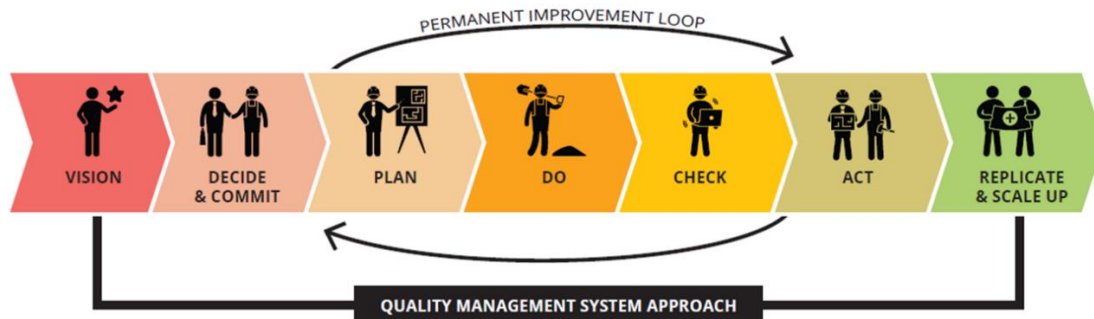 PERMANENT IMPROVEMENT LOOP
VISION
DECIDE
& COMMIT
PLAN
DO
CHECK
ACT
REPLICATE
& SCALE UP
QUALITY MANAGEMENT SYSTEM APPROACH